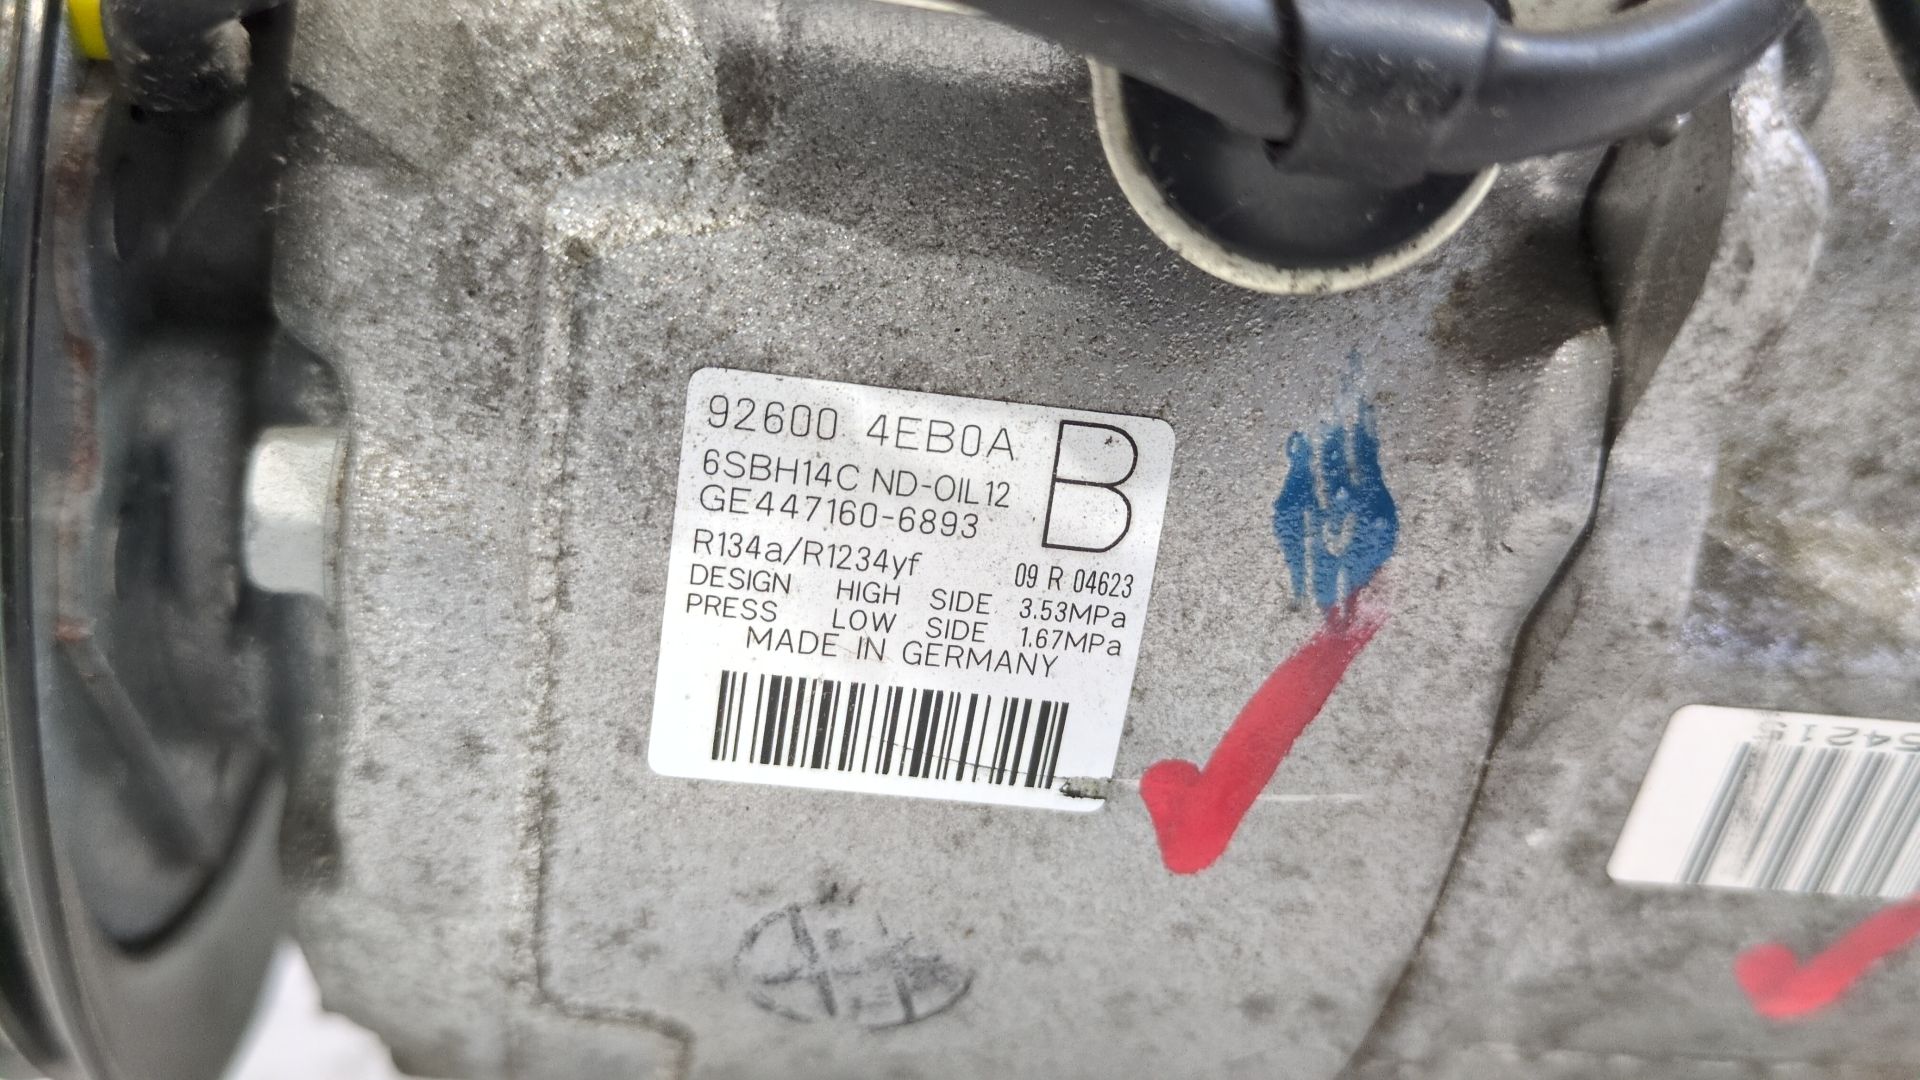 92600 4EB0A
B
6SBH14C ND-OIL12
GE447160-6893
R134a/R1234yf
09 R 04623
DESIGN HIGH SIDE 3.53MPa
PRESS LOW SIDE 1.67MPa
MADE IN GERMANY